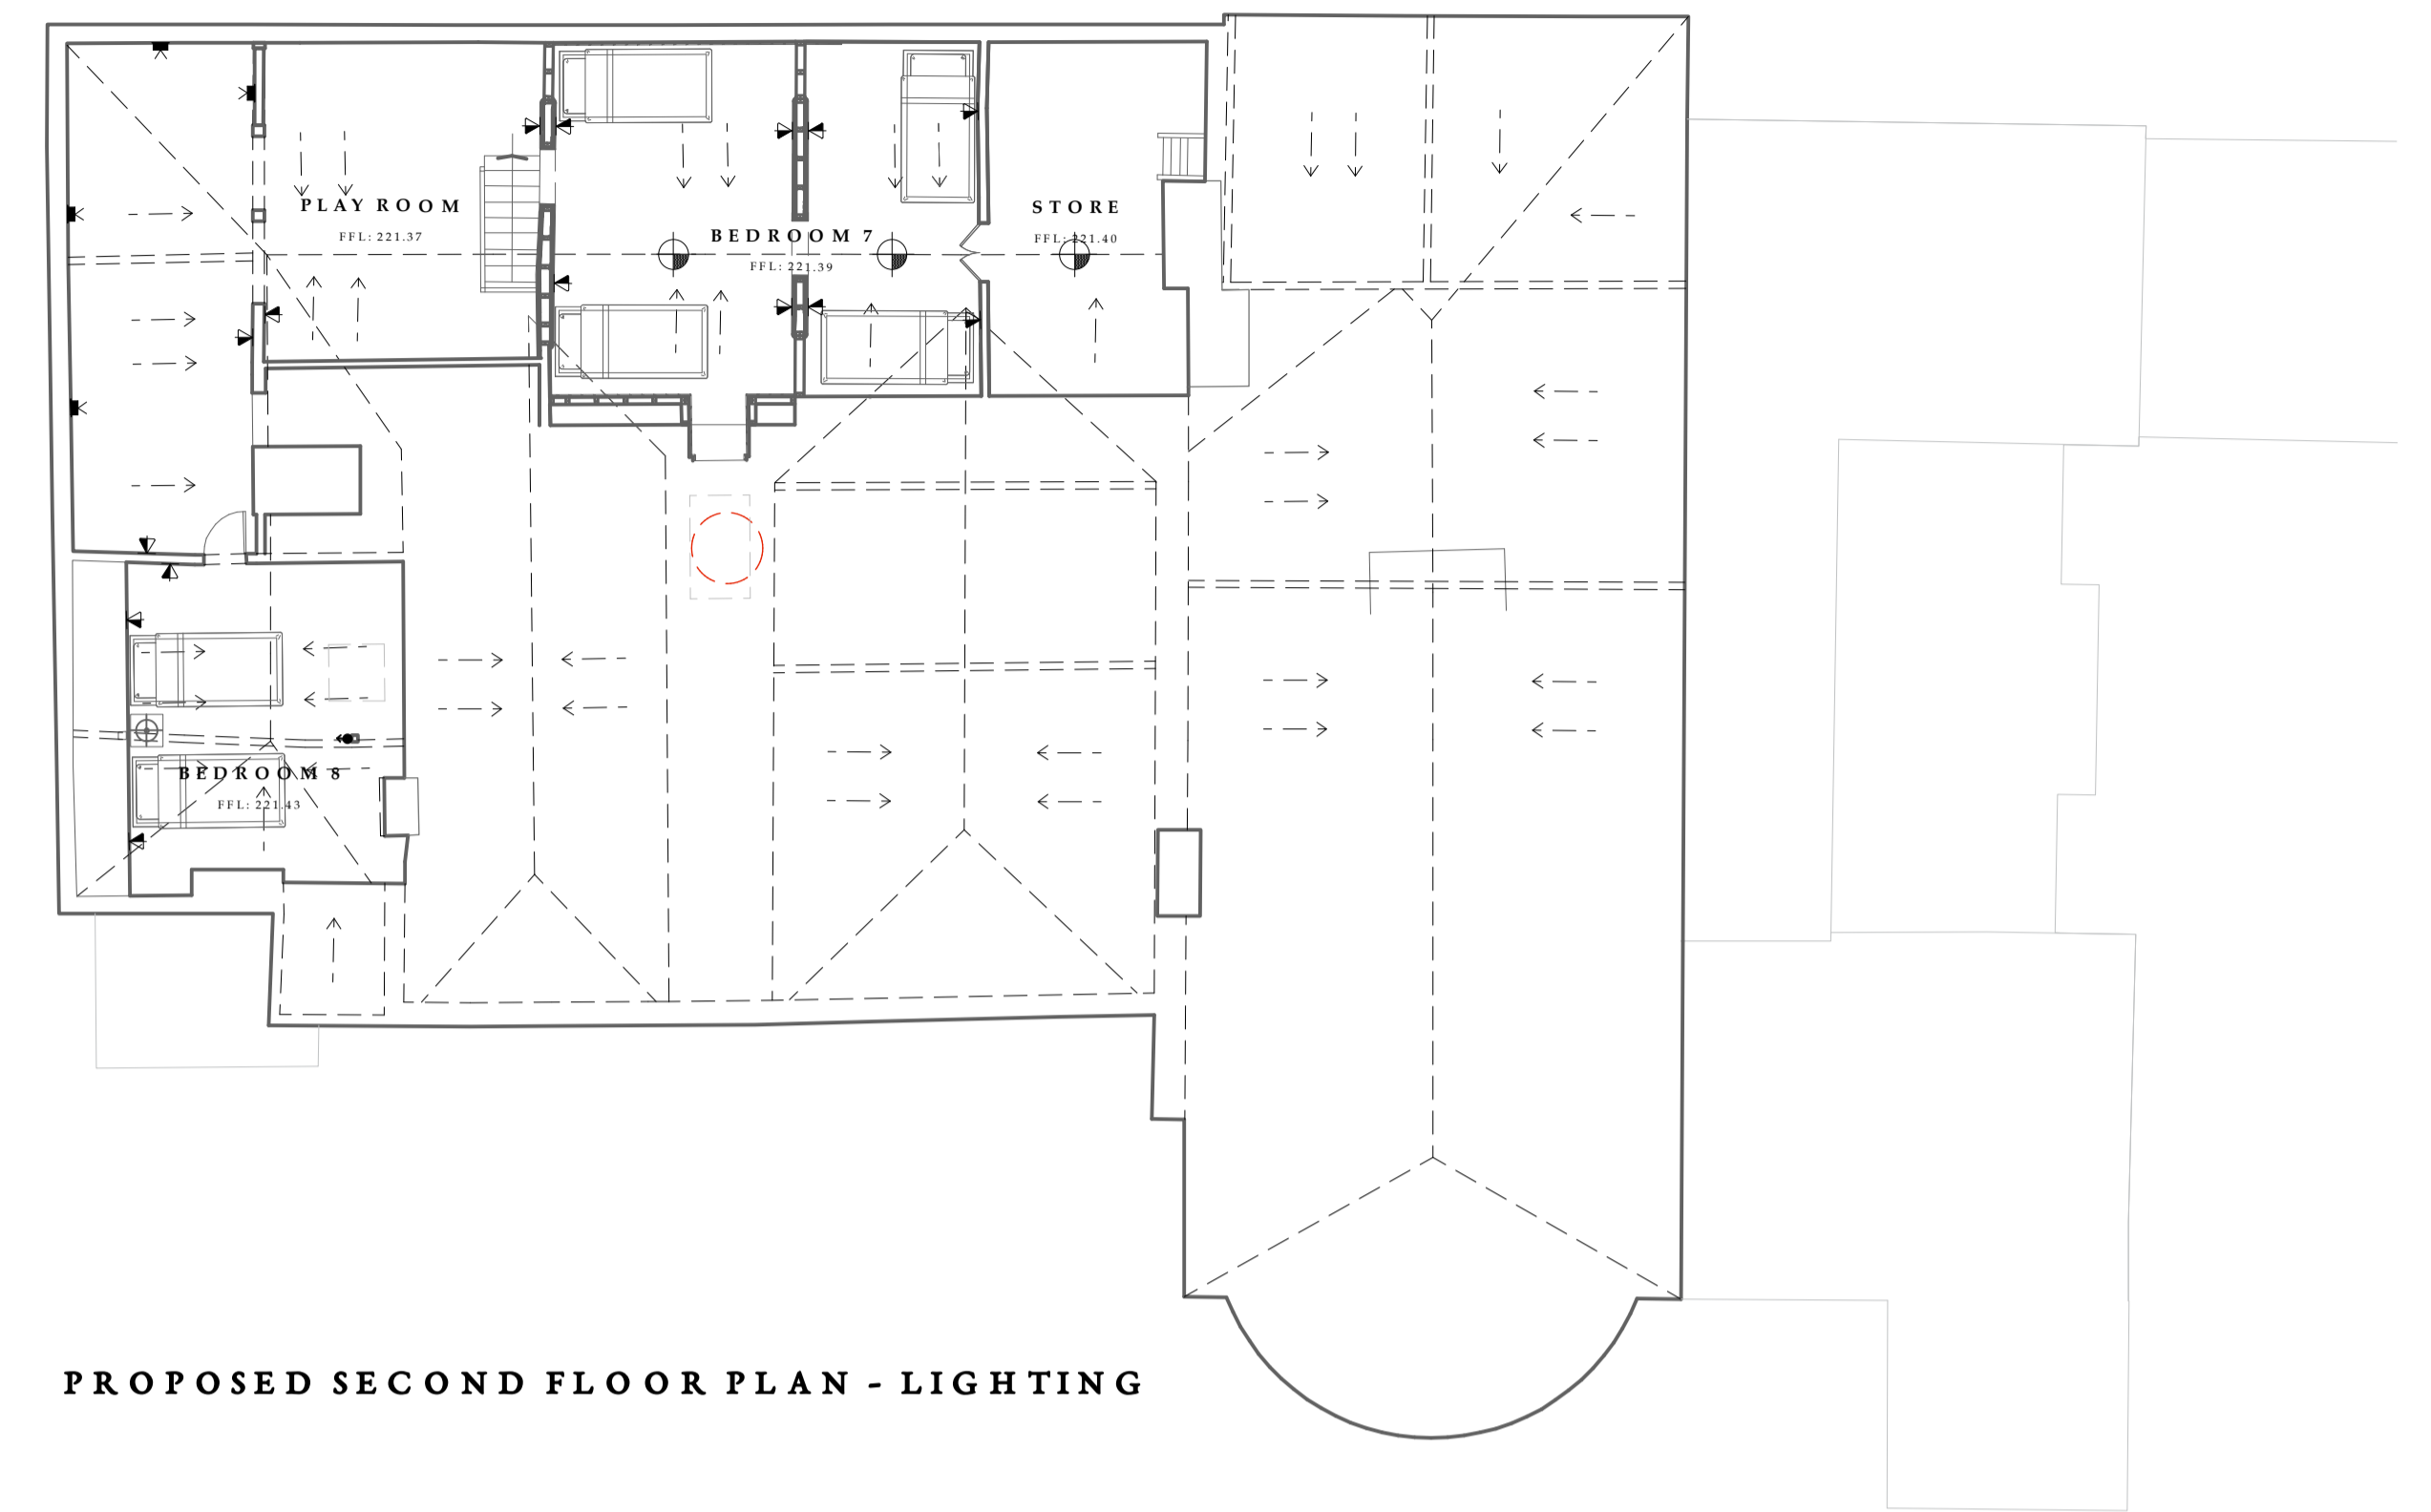 PLAY ROOM
FFL: 221.37
BEDROOM 7
FFL: 221.39
STORE
FFL: 221.40
BEDROOM 8
FFL: 221.43
PROPOSED SECOND FLOOR PLAN - LIGHTING